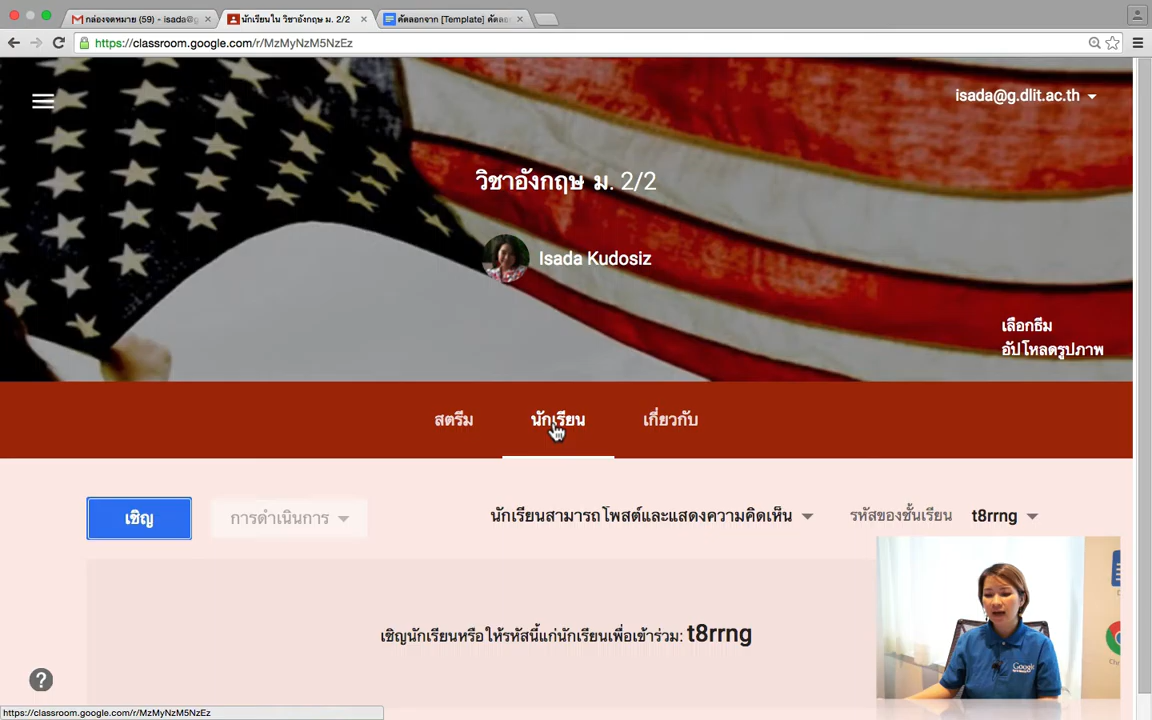 กล่องจดหมาย (59) - isada@g
นักเรียนใน วิชาอังกฤษ ม. 2/2
คัดลอกจาก [Template] คัดล
https://classroom.google.com/r/MzMyNzM5NzEz
isada@g.dlit.ac.th
วิชาอังกฤษ ม. 2/2
Isada Kudosiz
เลือกธีม
อัปโหลดรูปภาพ
สตรีม นักเรียน เกี่ยวกับ
เชิญ การดำเนินการ นักเรียนสามารถโพสต์และแสดงความคิดเห็น รหัสของชั้นเรียน t8rrng
เชิญนักเรียนหรือให้รหัสนี้แก่นักเรียนเพื่อเข้าร่วม: t8rrng
Google
?
https://classroom.google.com/r/MzMyNzM5NzEz